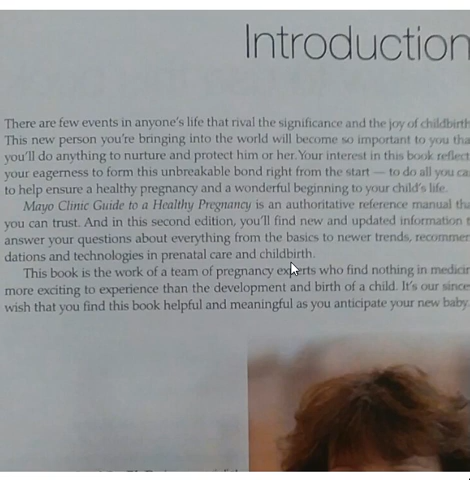 Introduction
There are few events in anyone's life that rival the significance and the joy of childbirth
This new person you're bringing into the world will become so important to you tha
you'll do anything to nurture and protect him or her. Your interest in this book reflect
your eagerness to form this unbreakable bond right from the start — to do all you ca
to help ensure a healthy pregnancy and a wonderful beginning to your child's life.
Mayo Clinic Guide to a Healthy Pregnancy is an authoritative reference manual tha
you can trust. And in this second edition, you'll find new and updated information t
answer your questions about everything from the basics to newer trends, recommen
dations and technologies in prenatal care and childbirth.
This book is the work of a team of pregnancy experts who find nothing in medicin
more exciting to experience than the development and birth of a child. It's our since
wish that you find this book helpful and meaningful as you anticipate your new baby.